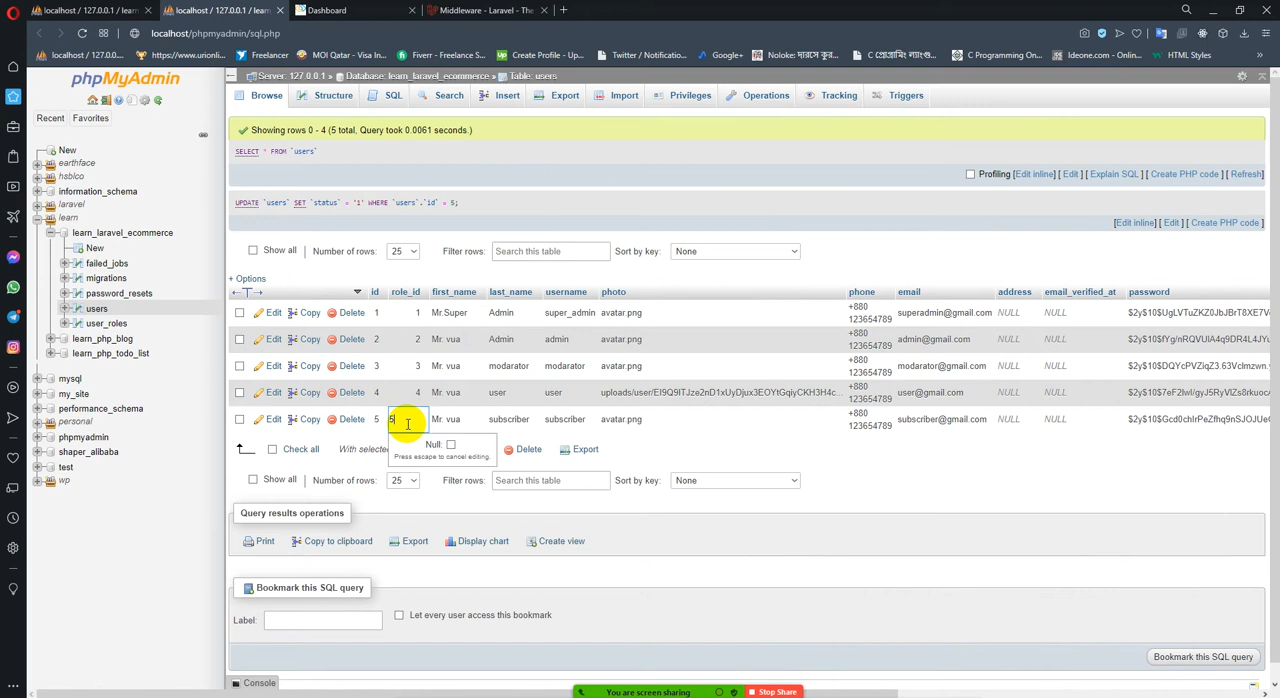 localhost / 127.0.0.1 / learn
localhost / 127.0.0.1 / learn
Dashboard
Middleware - Laravel - Th
localhost/phpmyadmin/sql.php
localhost / 127.0.0...
https://www.urionli...
Freelancer
MOI Qatar - Visa In...
Fiverr - Freelance S...
Create Profile - Up...
Twitter / Notificatio...
Google+
Noloke: দারসে কুর...
C প্রোগ্রামিং ল্যাংগু...
C Programming On...
Ideone.com - Onlin...
HTML Styles
phpMyAdmin
Recent
Favorites
New
earthface
hsblco
information_schema
laravel
learn
learn_laravel_ecommerce
New
failed_jobs
migrations
password_resets
users
user_roles
learn_php_blog
learn_php_todo_list
mysql
my_site
performance_schema
personal
phpmyadmin
shaper_alibaba
test
wp
Server: 127.0.0.1 » Database: learn_laravel_ecommerce » Table: users
Browse Structure SQL Search Insert Export Import Privileges Operations Tracking Triggers
Showing rows 0 - 4 (5 total, Query took 0.0061 seconds.)
SELECT * FROM `users`
Profiling [Edit inline] [ Edit ] [ Explain SQL ] [ Create PHP code ] [ Refresh]
UPDATE `users` SET `status` = '1' WHERE `users`.`id` = 5;
[Edit inline] [ Edit ] [ Create PHP code ]
Show all Number of rows: 25 Filter rows: Search this table Sort by key: None
+ Options
id role_id first_name last_name username photo phone email address email_verified_at password
Edit Copy Delete 1 1 Mr.Super Admin super_admin avatar.png +880 123654789 superadmin@gmail.com NULL NULL
Edit Copy Delete 2 2 Mr. vua Admin admin avatar.png +880 123654789 admin@gmail.com NULL NULL
Edit Copy Delete 3 3 Mr. vua modarator modarator avatar.png +880 123654789 modarator@gmail.com NULL NULL
Edit Copy Delete 4 4 Mr. vua user user +880 123654789 user@gmail.com NULL NULL
Edit Copy Delete 5 5 Mr. vua subscriber subscriber avatar.png +880 123654789 subscriber@gmail.com NULL NULL
Null:
Press escape to cancel editing.
Check all With selected Delete Export
Show all Number of rows: 25 Filter rows: Search this table Sort by key: None
Query results operations
Print Copy to clipboard Export Display chart Create view
Bookmark this SQL query
Label: Let every user access this bookmark
Bookmark this SQL query
Console
You are screen sharing
Stop Share